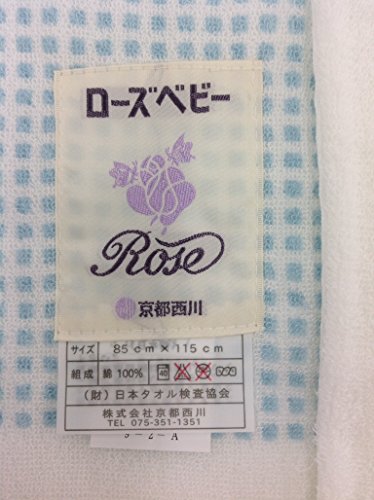 ローズベビー
Rose
京都西川
サイズ 85cm×115cm
組成 綿 100% 40
(財)日本タオル検査協会
株式会社京都西川
TEL 075-351-1351
J-2-A